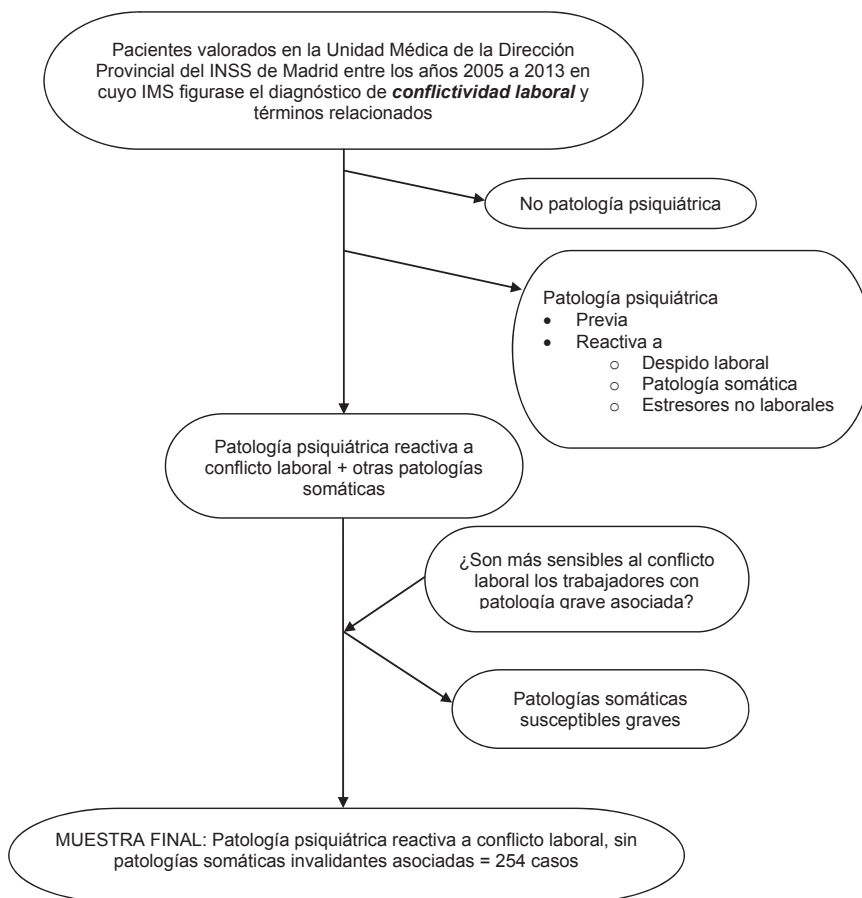 Pacientes valorados en la Unidad Médica de la Dirección
Provincial del INSS de Madrid entre los años 2005 a 2013 en
cuyo IMS figurase el diagnóstico de conflictividad laboral y
términos relacionados
No patología psiquiátrica
Patología psiquiátrica
• Previa
• Reactiva a
o Despido laboral
o Patología somática
o Estresores no laborales
Patología psiquiátrica reactiva a
conflicto laboral + otras patologías
somáticas
¿Son más sensibles al conflicto
laboral los trabajadores con
patología grave asociada?
Patologías somáticas
susceptibles graves
MUESTRA FINAL: Patología psiquiátrica reactiva a conflicto laboral, sin
patologías somáticas invalidantes asociadas = 254 casos